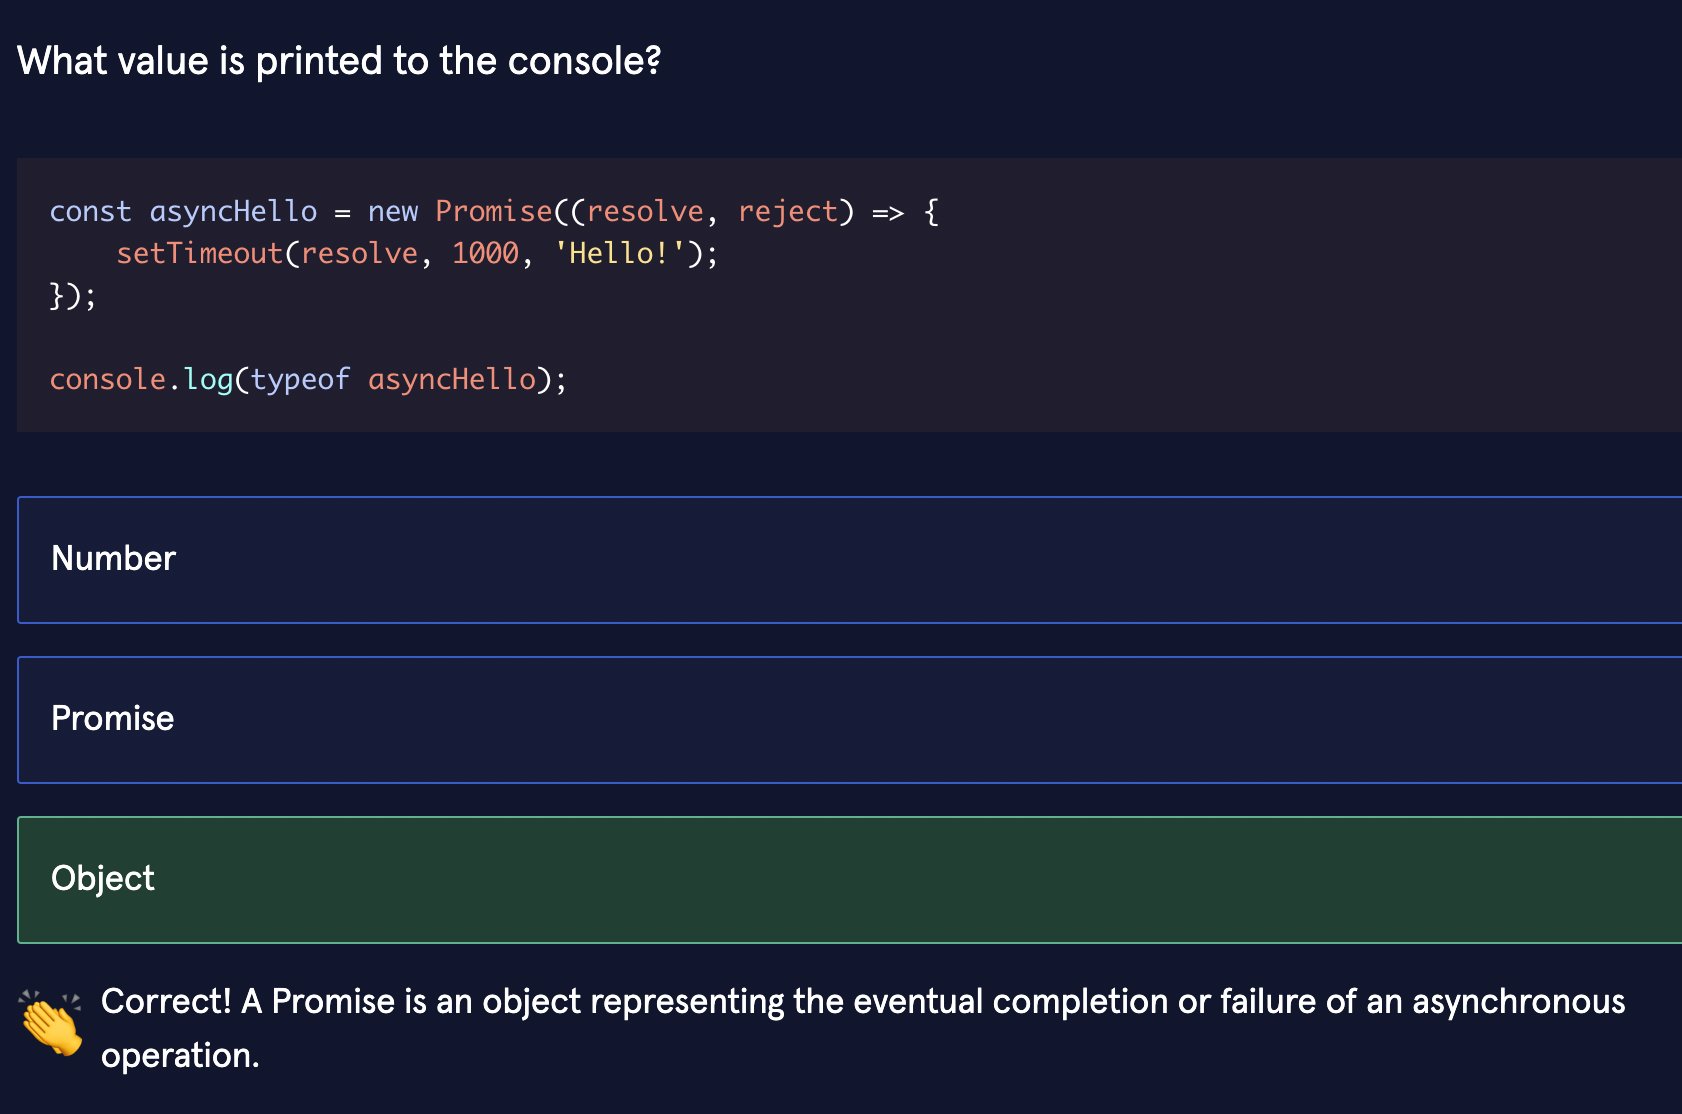 What value is printed to the console?
const asyncHello = new Promise((resolve, reject) => {
    setTimeout(resolve, 1000, 'Hello!');
});
console.log(typeof asyncHello);
Number
Promise
Object
Correct! A Promise is an object representing the eventual completion or failure of an asynchronous
operation.